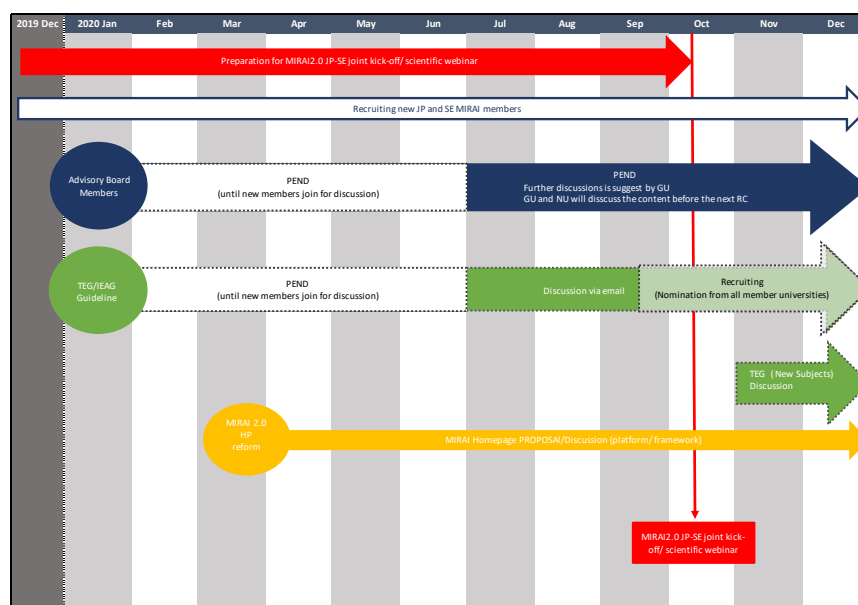 2019 Dec 2020 Jan Feb Mar Apr May Jun Jul Aug Sep Oct Nov Dec
Preparation for MIRAI2.0 JP-SE joint kick-off/ scientific webinar
Recruiting new JP and SE MIRAI members
Advisory Board
Members
PEND
(until new members join for discussion)
PEND
Further discussions is suggest by GU
GU and NU will disscuss the content before the next RC
TEG/IEAG
Guideline
PEND
(until new members join for discussion)
Discussion via email
Recruiting
(Nomination from all member universities)
TEG (New Subjects)
Discussion
MIRAI 2.0
HP
reform
MIRAI Homepage PROPOSAl/Discussion (platform/ framework)
MIRAI2.0 JP-SE joint kick-
off/ scientific webinar